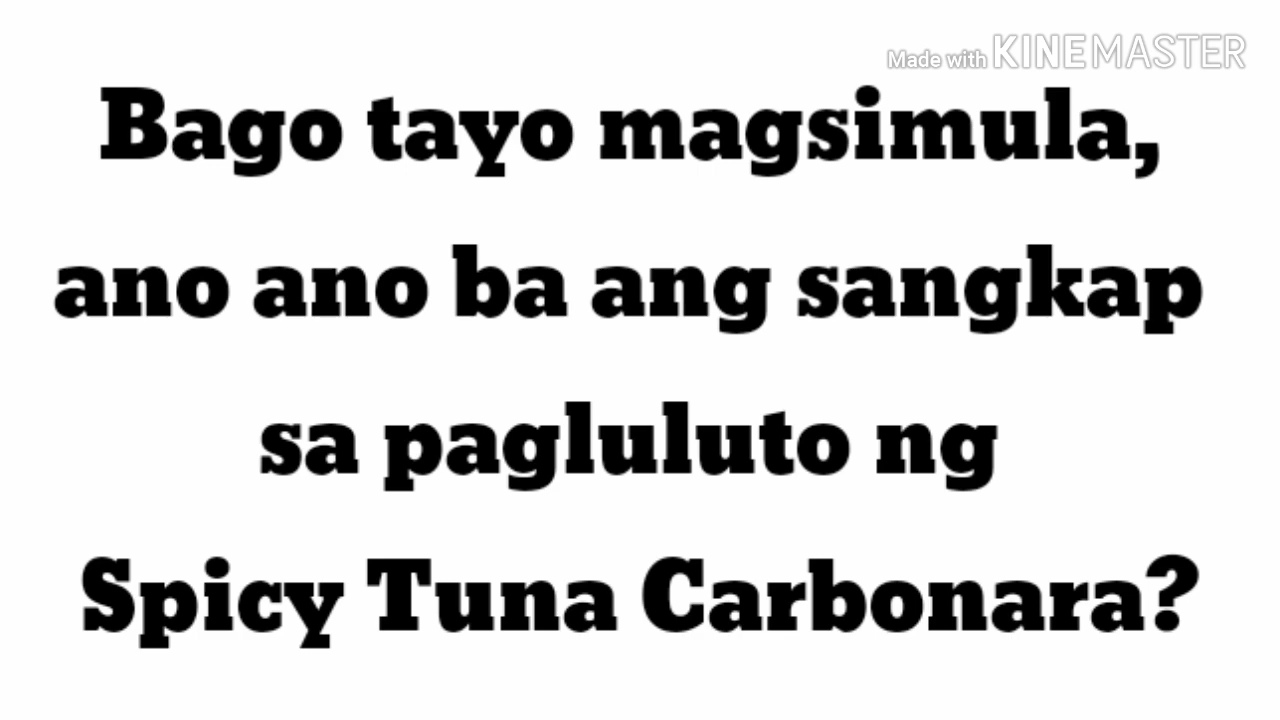 Made with KINEMASTER
Bago tayo magsimula,
ano ano ba ang sangkap
sa pagluluto ng
Spicy Tuna Carbonara?